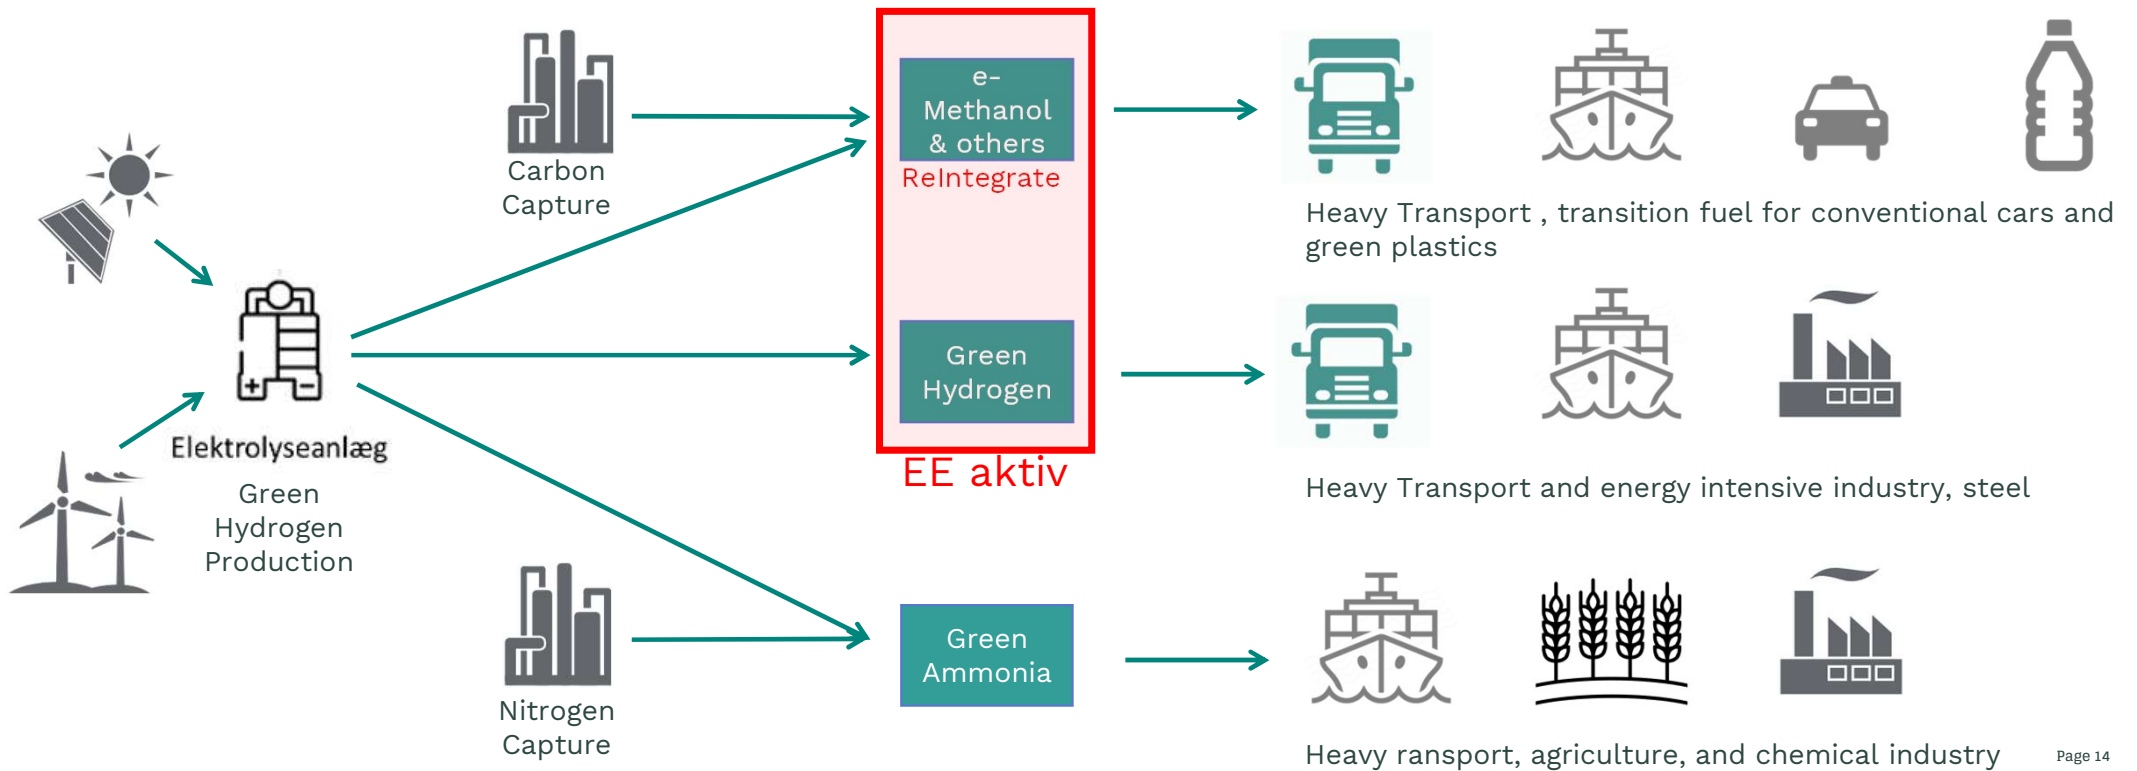 e-
Methanol
& others
ReIntegrate
Carbon
Capture
Heavy Transport , transition fuel for conventional cars and
green plastics
Elektrolyseanlæg
Green
Hydrogen
Production
Green
Hydrogen
EE aktiv
Heavy Transport and energy intensive industry, steel
Nitrogen
Capture
Green
Ammonia
Heavy ransport, agriculture, and chemical industry
Page 14